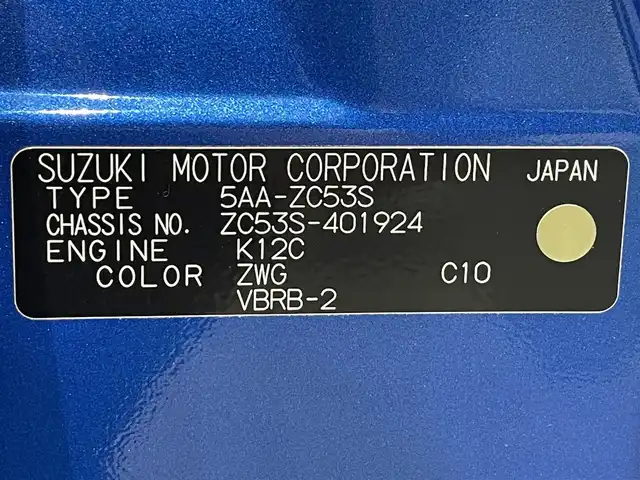 SUZUKI MOTOR CORPORATION JAPAN
TYPE 5AA-ZC53S
CHASSIS NO. ZC53S-401924
ENGINE K12C
COLOR ZWG C10
VBRB-2